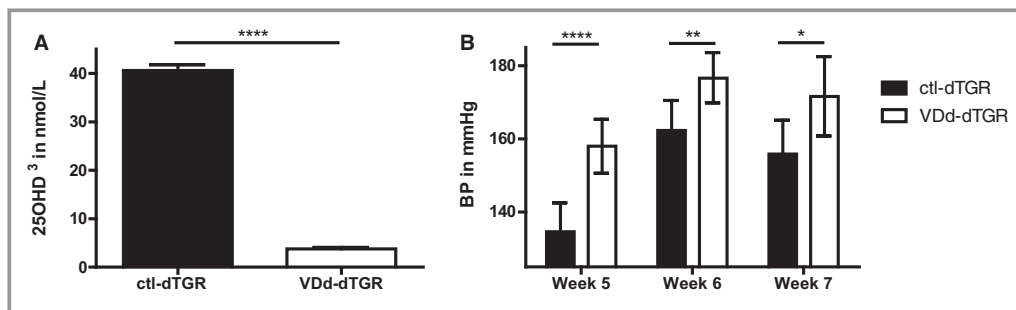 A
****
25OHD 3 in nmol/L
40
30
20
10
0
ctl-dTGR
VDd-dTGR
B
****
**
*
BP in mmHg
180
160
140
Week 5
Week 6
Week 7
ctl-dTGR
VDd-dTGR